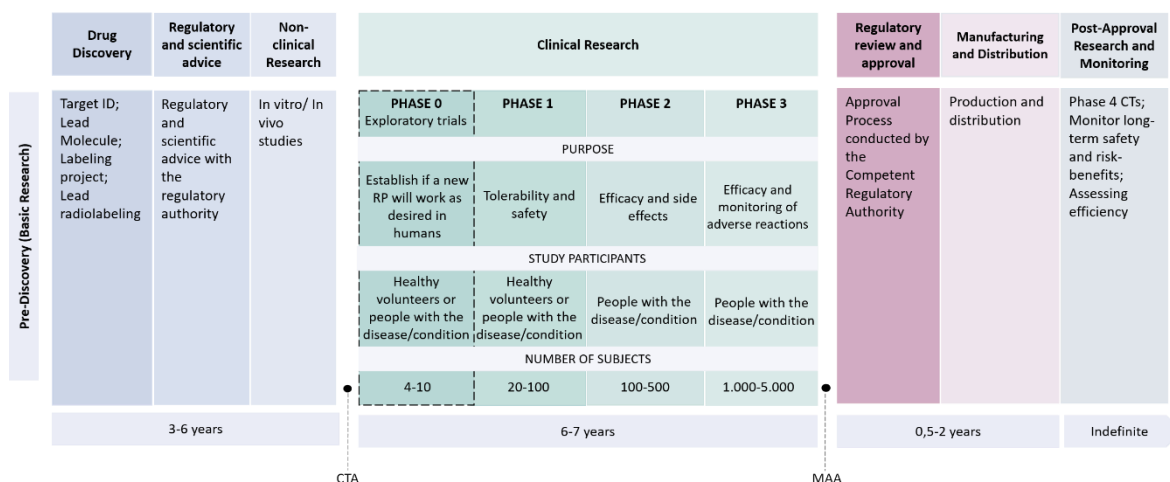 Drug
Discovery
Regulatory
and scientific
advice
Non-
clinical
Research
Clinical Research
Regulatory
review and
approval
Manufacturing
and Distribution
Post-Approval
Research and
Monitoring
Pre-Discovery (Basic Research)
Target ID;
Lead
Molecule;
Labeling
project;
Lead
radiolabeling
Regulatory
and
scientific
advice with
the
regulatory
authority
In vitro/ In
vivo
studies
PHASE 0
Exploratory trials
PHASE 1
PHASE 2
PHASE 3
PURPOSE
Establish if a new
RP will work as
desired in
humans
Tolerability and
safety
Efficacy and side
effects
Efficacy and
monitoring of
adverse reactions
STUDY PARTICIPANTS
Healthy
volunteers or
people with the
disease/condition
Healthy
volunteers or
people with the
disease/condition
People with the
disease/condition
People with the
disease/condition
NUMBER OF SUBJECTS
4-10
20-100
100-500
1.000-5.000
Approval
Process
conducted by
the
Competent
Regulatory
Authority
Production and
distribution
Phase 4 CTs;
Monitor long-
term safety
and risk-
benefits;
Assessing
efficiency
3-6 years
6-7 years
0,5-2 years
Indefinite
CTA
MAA